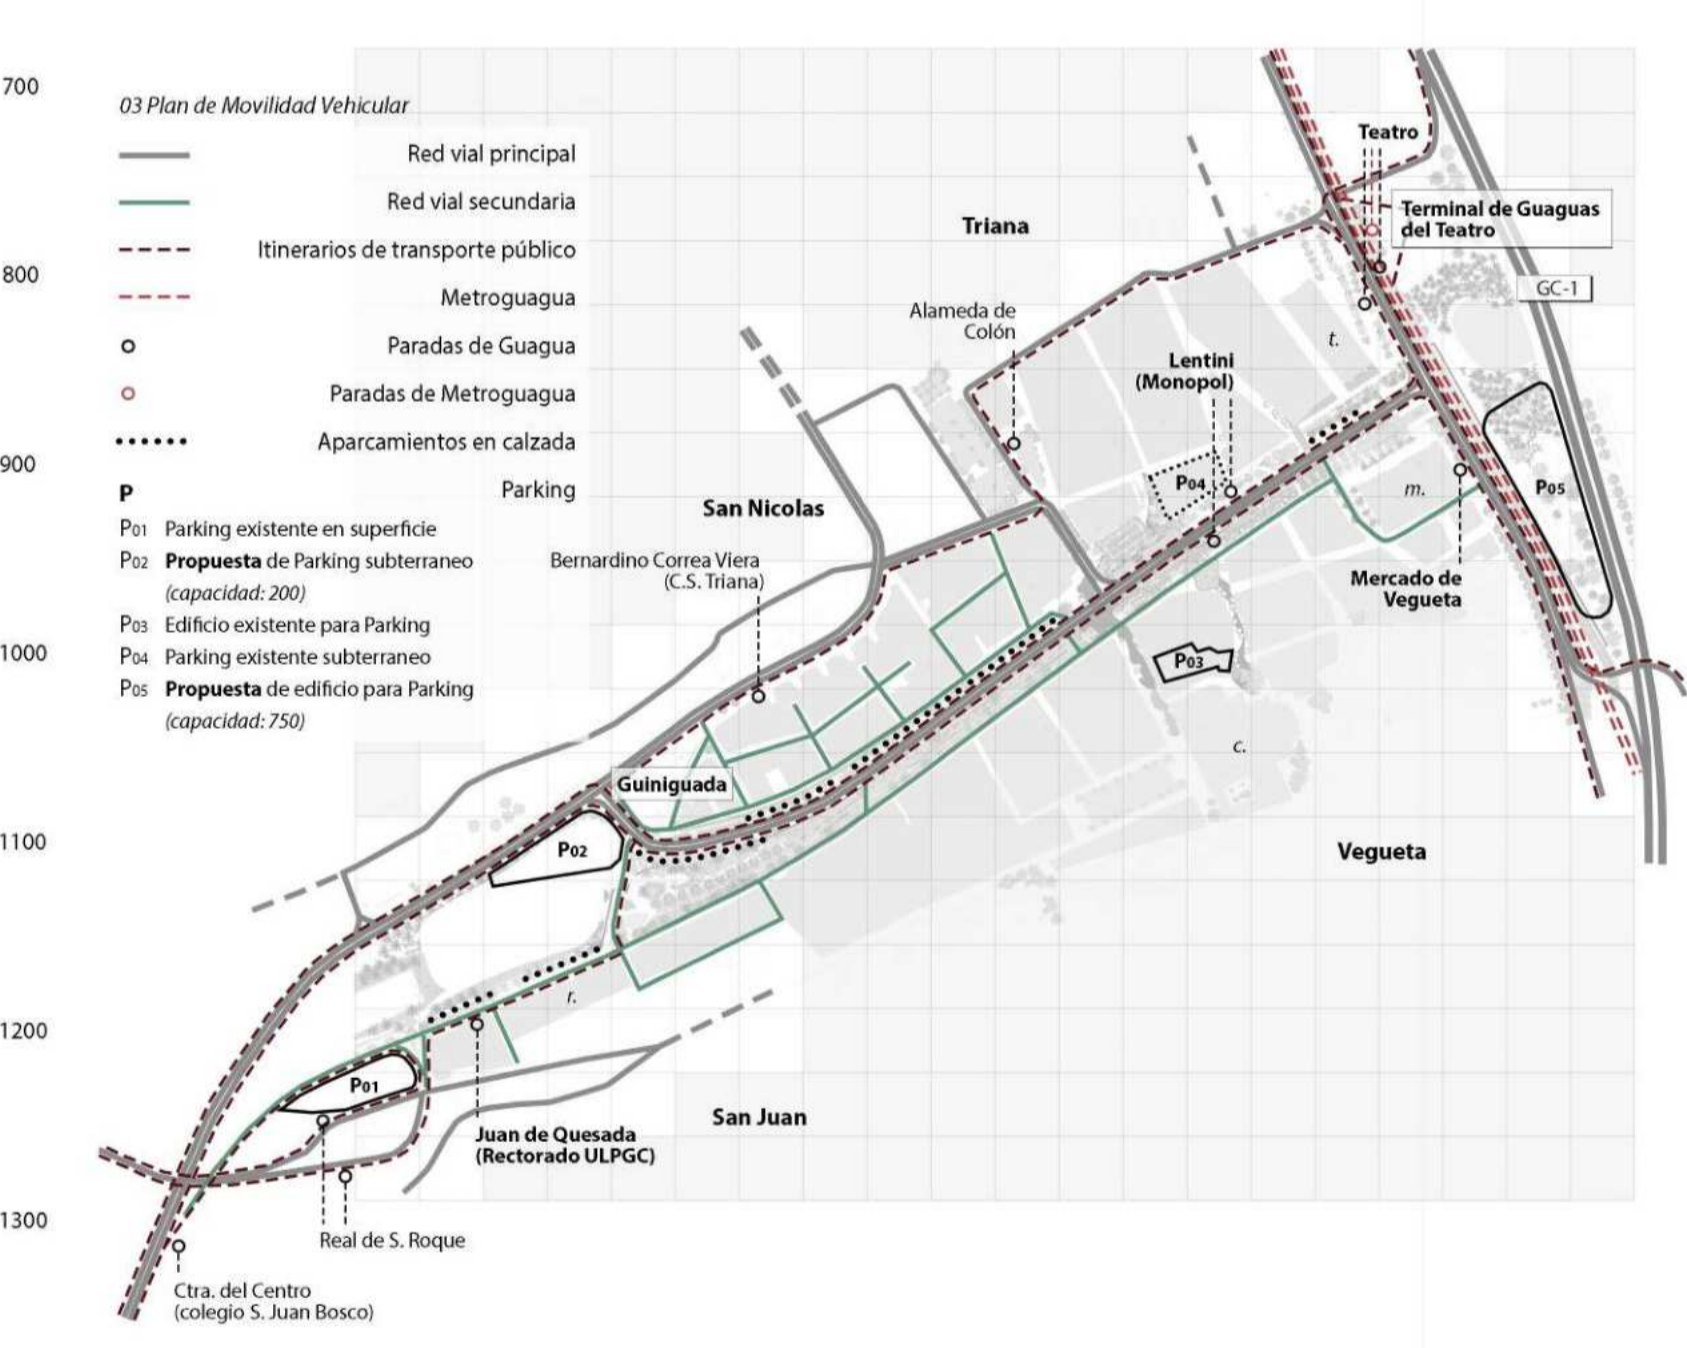 700
800
900
1000
1100
1200
1300
03 Plan de Movilidad Vehicular
Red vial principal
Red vial secundaria
Itinerarios de transporte público
Metroguagua
Paradas de Guagua
Paradas de Metroguagua
Aparcamientos en calzada
P Parking
P01 Parking existente en superficie
P02 Propuesta de Parking subterraneo
(capacidad: 200)
P03 Edificio existente para Parking
P04 Parking existente subterraneo
P05 Propuesta de edificio para Parking
(capacidad: 750)
Teatro
Terminal de Guaguas
del Teatro
GC-1
Triana
Alameda de
Colón
t.
Lentini
(Monopol)
P04
m.
P05
San Nicolas
Bernardino Correa Viera
(C.S. Triana)
Mercado de
Vegueta
P03
c.
Guiniguada
P02
Vegueta
r.
P01
San Juan
Juan de Quesada
(Rectorado ULPGC)
Real de S. Roque
Ctra. del Centro
(colegio S. Juan Bosco)